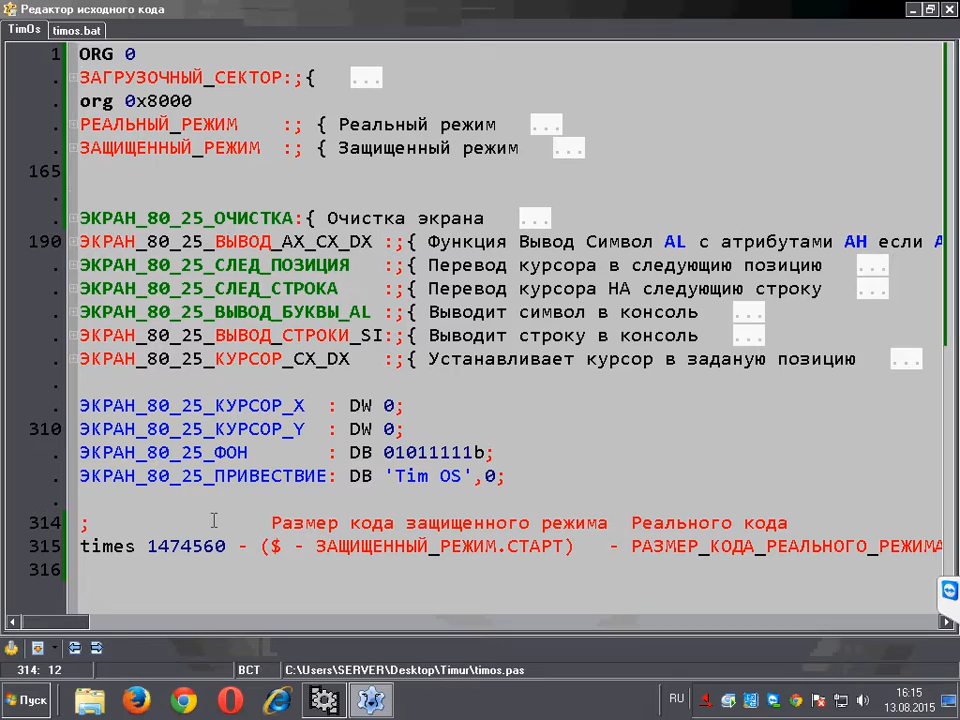 Редактор исходного кода
TimOs timos.bat
1 ORG 0
. ЗАГРУЗОЧНЫЙ_СЕКТОР:;{ ...
. org 0x8000
. РЕАЛЬНЫЙ_РЕЖИМ :; { Реальный режим ...
. ЗАЩИЩЕННЫЙ_РЕЖИМ :; { Защищенный режим ...
165
.
. ЭКРАН_80_25_ОЧИСТКА:{ Очистка экрана ...
190 ЭКРАН_80_25_ВЫВОД_AX_CX_DX :;{ Функция Вывод Символ AL с атрибутами AH если A
. ЭКРАН_80_25_СЛЕД_ПОЗИЦИЯ :;{ Перевод курсора в следующию позицию ...
. ЭКРАН_80_25_СЛЕД_СТРОКА :;{ Перевод курсора НА следующию строку ...
. ЭКРАН_80_25_ВЫВОД_БУКВЫ_AL :;{ Выводит символ в консоль ...
. ЭКРАН_80_25_ВЫВОД_СТРОКИ_SI:;{ Выводит строку в консоль ...
. ЭКРАН_80_25_КУРСОР_CX_DX :;{ Устанавливает курсор в заданую позицию ...
.
. ЭКРАН_80_25_КУРСОР_X : DW 0;
310 ЭКРАН_80_25_КУРСОР_Y : DW 0;
. ЭКРАН_80_25_ФОН : DB 01011111b;
. ЭКРАН_80_25_ПРИВЕСТВИЕ: DB 'Tim OS',0;
.
314 ; Размер кода защищенного режима Реального кода
315 times 1474560 - ($ - ЗАЩИЩЕННЫЙ_РЕЖИМ.СТАРТ) - РАЗМЕР_КОДА_РЕАЛЬНОГО_РЕЖИМА
316
314: 12 ВСТ C:\Users\SERVER\Desktop\Timur\timos.pas
Пуск RU 16:15
13.08.2015